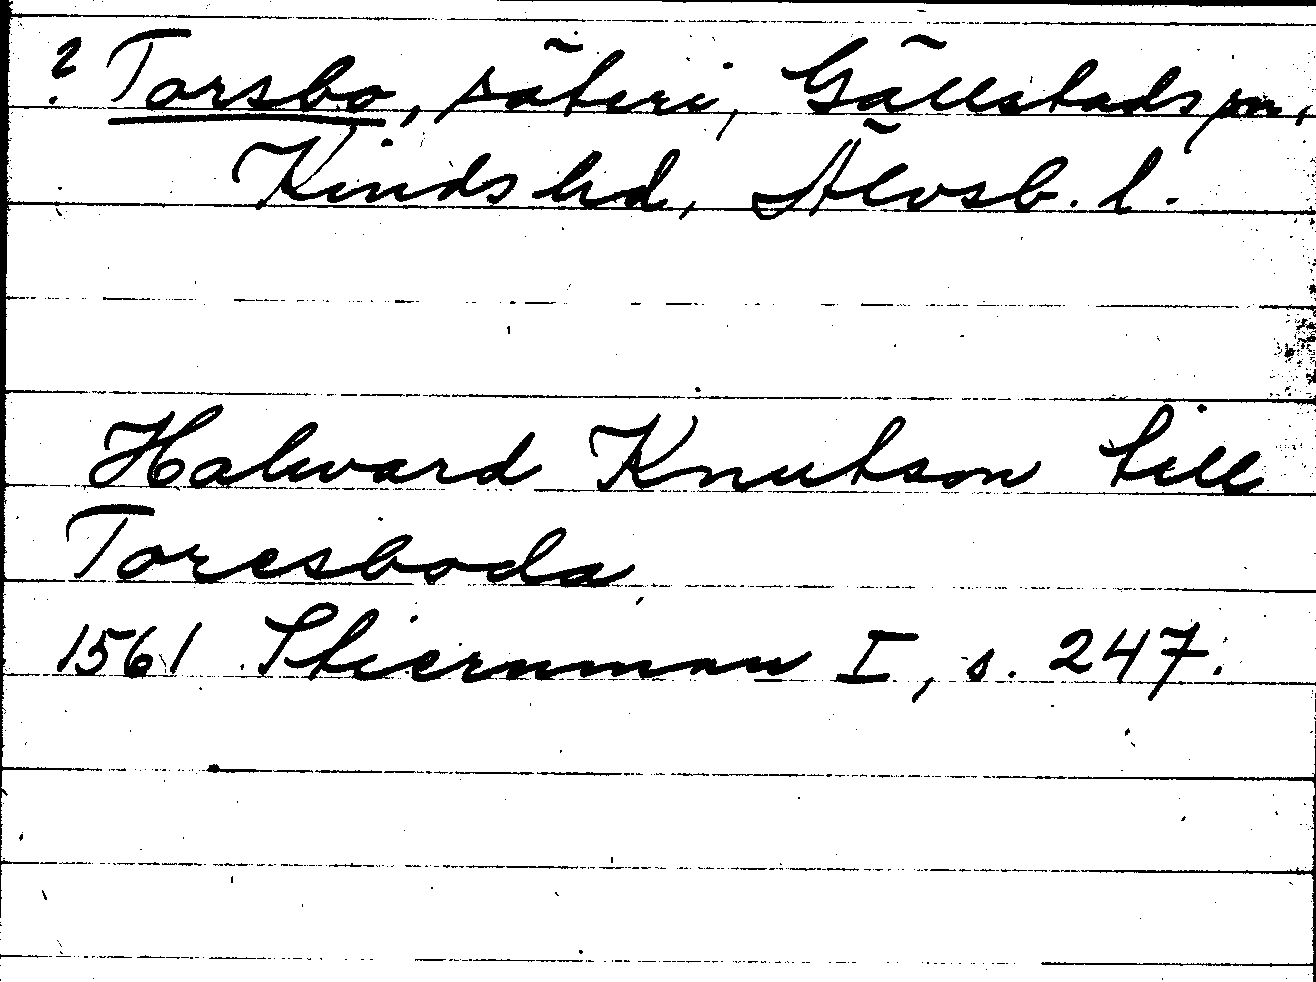 ? Torsbo, säteri, Gällstads sn,
Kinds hd, Älvsb. l.
Halward Knutson till
Toresboda
1561 Stiernman I, s. 247.